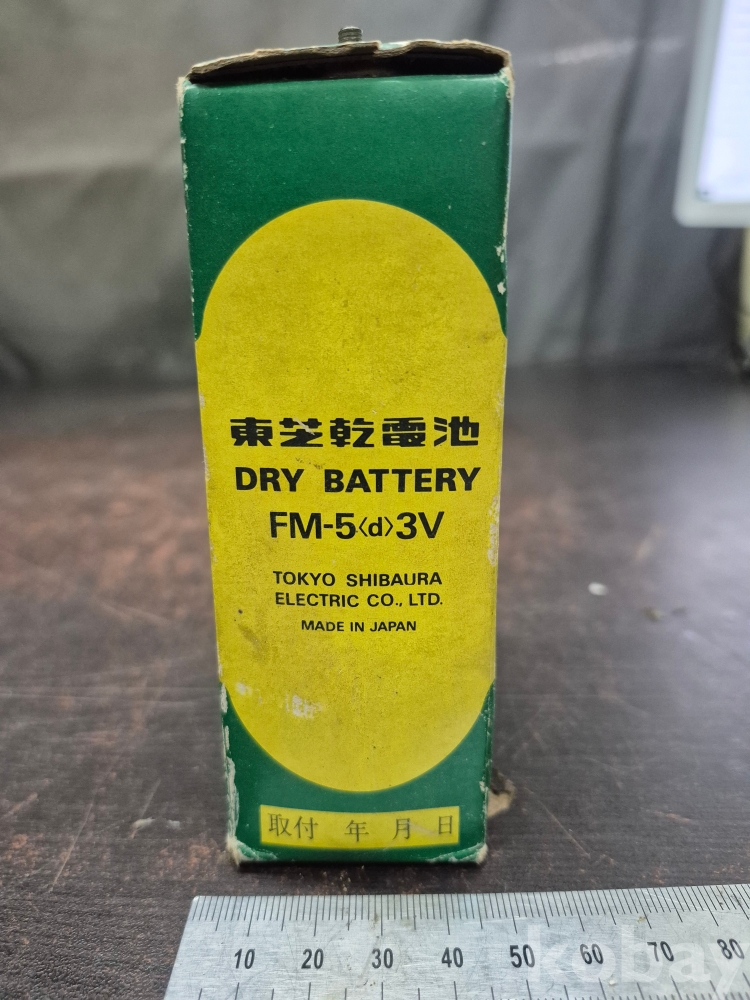 東芝乾電池
DRY BATTERY
FM-5〈d〉3V
TOKYO SHIBAURA
ELECTRIC CO., LTD.
MADE IN JAPAN
取付 年 月 日
10 20 30 40 50 60 70 80
kobay